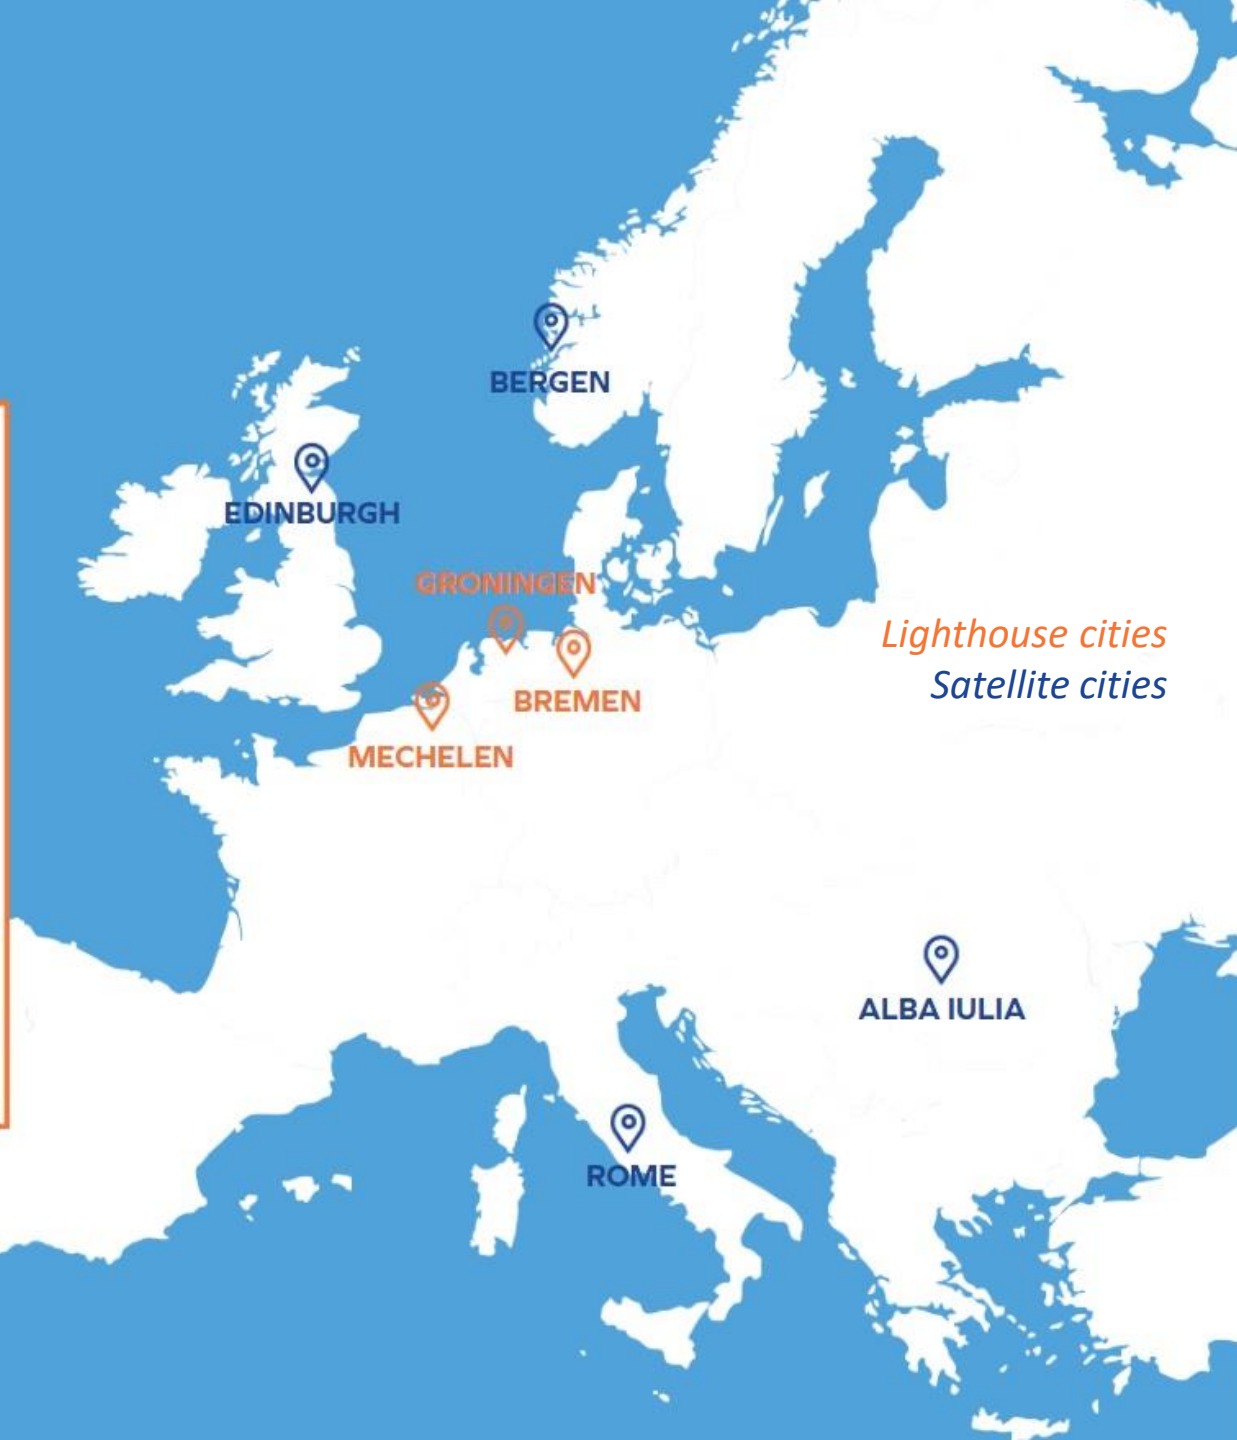 BERGEN
EDINBURGH
GRONINGEN
Lighthouse cities
Satellite cities
BREMEN
MECHELEN
ALBA IULIA
ROME